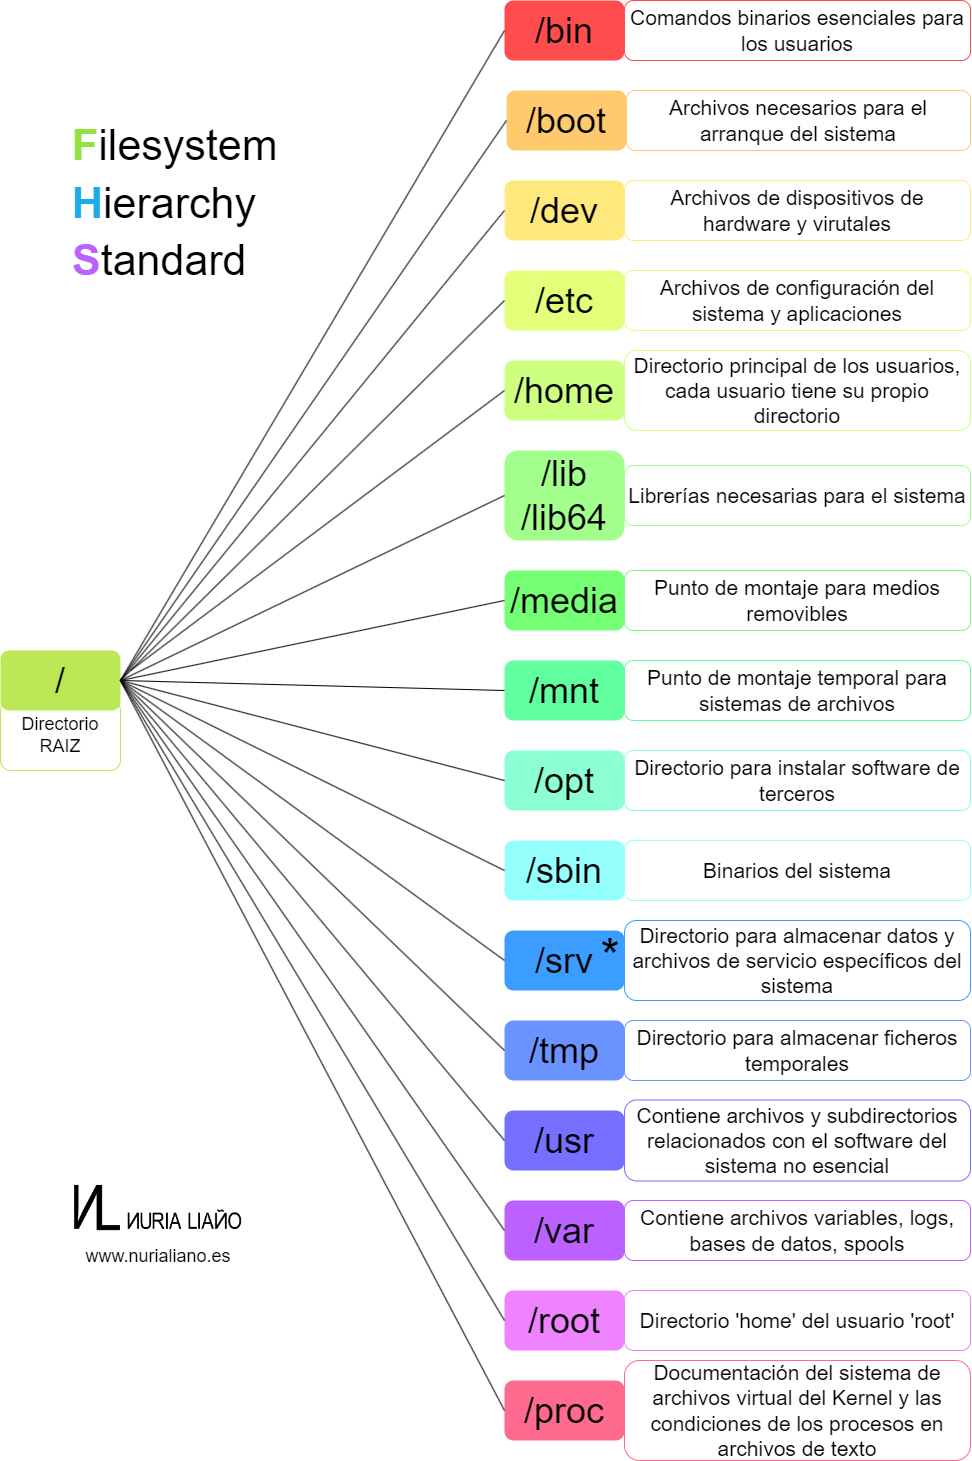 Filesystem
Hierarchy
Standard
/
Directorio
RAIZ
/bin
Comandos binarios esenciales para
los usuarios
/boot
Archivos necesarios para el
arranque del sistema
/dev
Archivos de dispositivos de
hardware y virutales
/etc
Archivos de configuración del
sistema y aplicaciones
/home
Directorio principal de los usuarios,
cada usuario tiene su propio
directorio
/lib
/lib64
Librerías necesarias para el sistema
/media
Punto de montaje para medios
removibles
/mnt
Punto de montaje temporal para
sistemas de archivos
/opt
Directorio para instalar software de
terceros
/sbin
Binarios del sistema
/srv *
Directorio para almacenar datos y
archivos de servicio específicos del
sistema
/tmp
Directorio para almacenar ficheros
temporales
/usr
Contiene archivos y subdirectorios
relacionados con el software del
sistema no esencial
/var
Contiene archivos variables, logs,
bases de datos, spools
/root
Directorio 'home' del usuario 'root'
/proc
Documentación del sistema de
archivos virtual del Kernel y las
condiciones de los procesos en
archivos de texto
NL NURIA LIAÑO
www.nurialiano.es